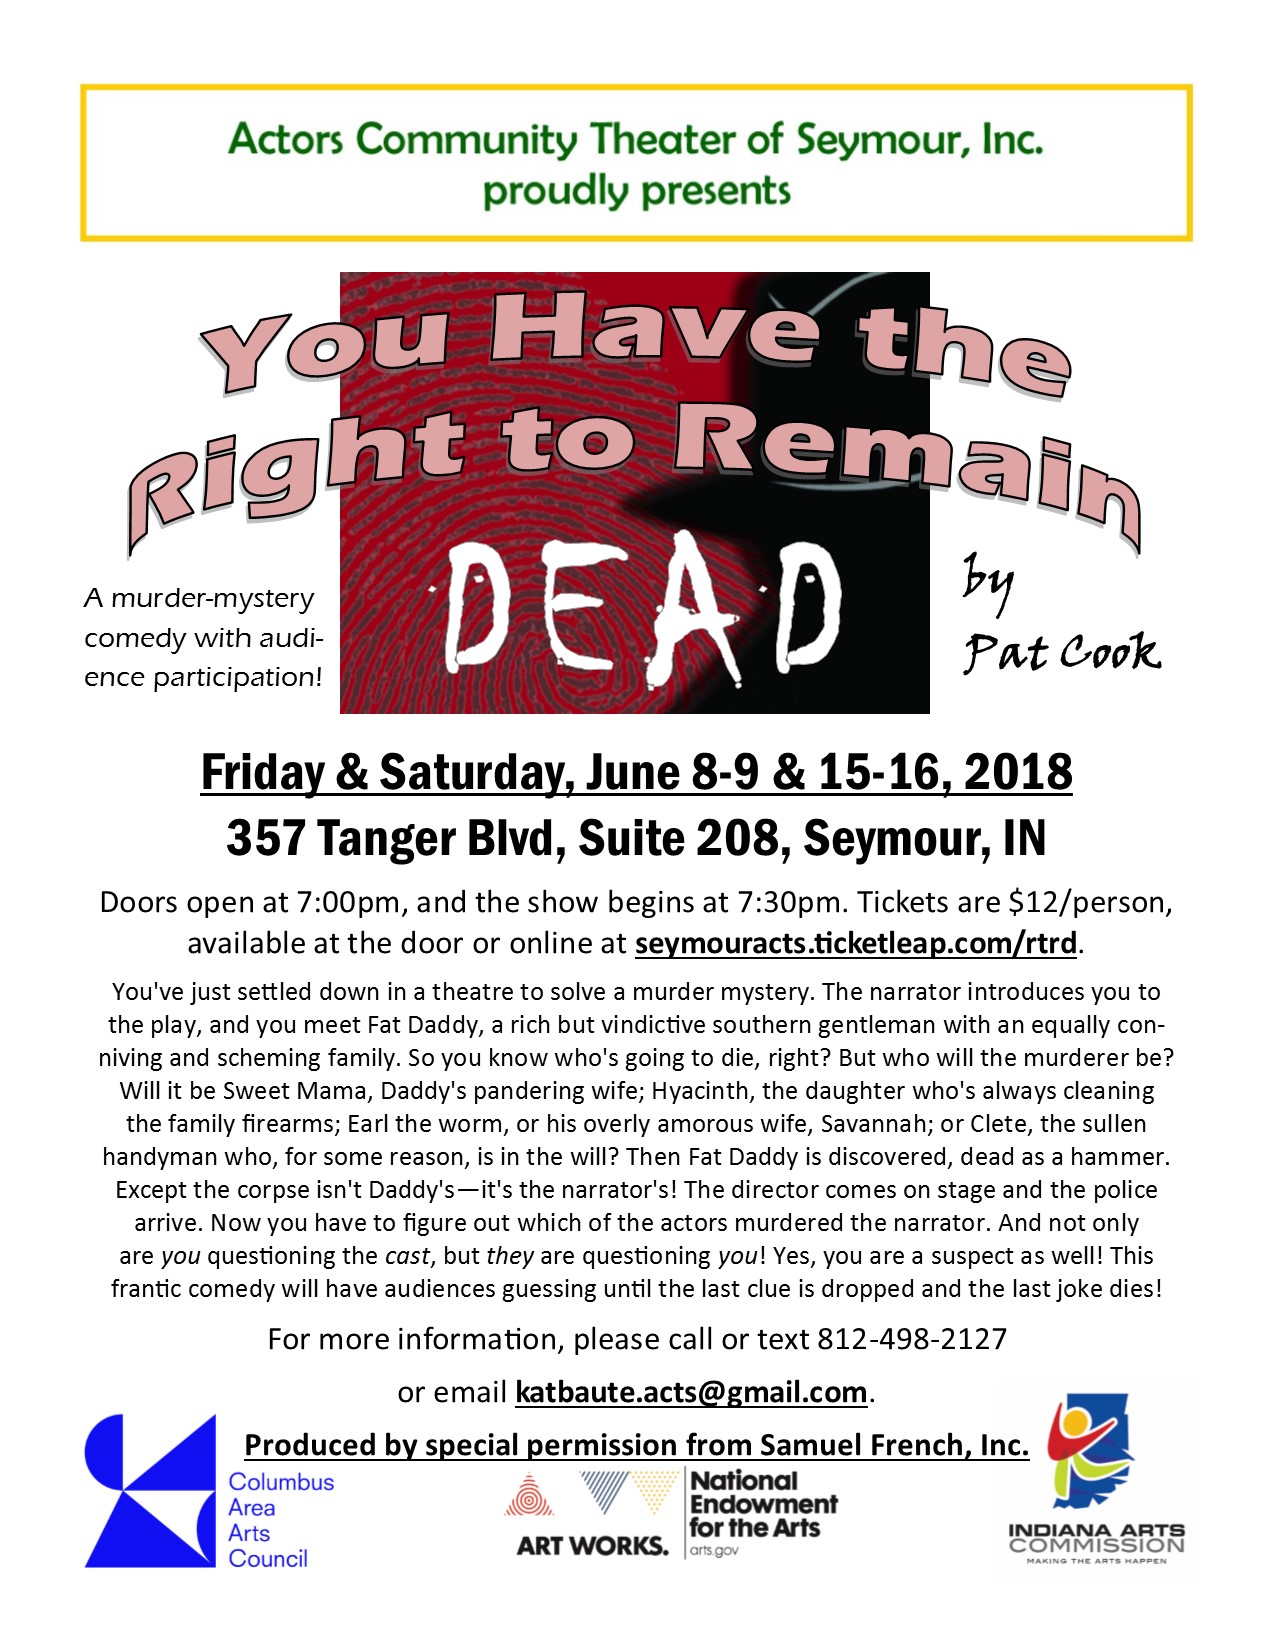 Actors Community Theater of Seymour, Inc.
proudly presents
You Have the
Right to Remain
DEAD
A murder-mystery
comedy with audi-
ence participation!
by
Pat Cook
Friday & Saturday, June 8-9 & 15-16, 2018
357 Tanger Blvd, Suite 208, Seymour, IN
Doors open at 7:00pm, and the show begins at 7:30pm. Tickets are $12/person,
available at the door or online at seymouracts.ticketleap.com/rtrd.
You've just settled down in a theatre to solve a murder mystery. The narrator introduces you to
the play, and you meet Fat Daddy, a rich but vindictive southern gentleman with an equally con-
niving and scheming family. So you know who's going to die, right? But who will the murderer be?
Will it be Sweet Mama, Daddy's pandering wife; Hyacinth, the daughter who's always cleaning
the family firearms; Earl the worm, or his overly amorous wife, Savannah; or Clete, the sullen
handyman who, for some reason, is in the will? Then Fat Daddy is discovered, dead as a hammer.
Except the corpse isn't Daddy's—it's the narrator's! The director comes on stage and the police
arrive. Now you have to figure out which of the actors murdered the narrator. And not only
are you questioning the cast, but they are questioning you! Yes, you are a suspect as well! This
frantic comedy will have audiences guessing until the last clue is dropped and the last joke dies!
For more information, please call or text 812-498-2127
or email katbaute.acts@gmail.com.
Produced by special permission from Samuel French, Inc.
Columbus
Area
Arts
Council
ART WORKS.
National
Endowment
for the Arts
arts.gov
INDIANA ARTS
COMMISSION
MAKING THE ARTS HAPPEN